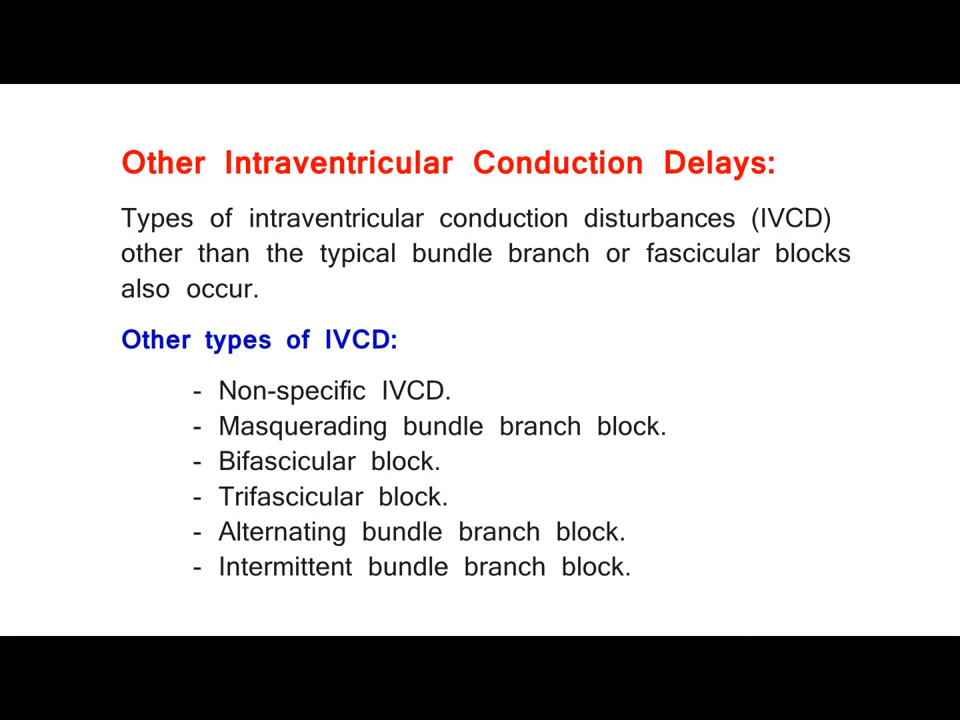 Other Intraventricular Conduction Delays:
Types of intraventricular conduction disturbances (IVCD)
other than the typical bundle branch or fascicular blocks
also occur.
Other types of IVCD:
- Non-specific IVCD.
- Masquerading bundle branch block.
- Bifascicular block.
- Trifascicular block.
- Alternating bundle branch block.
- Intermittent bundle branch block.